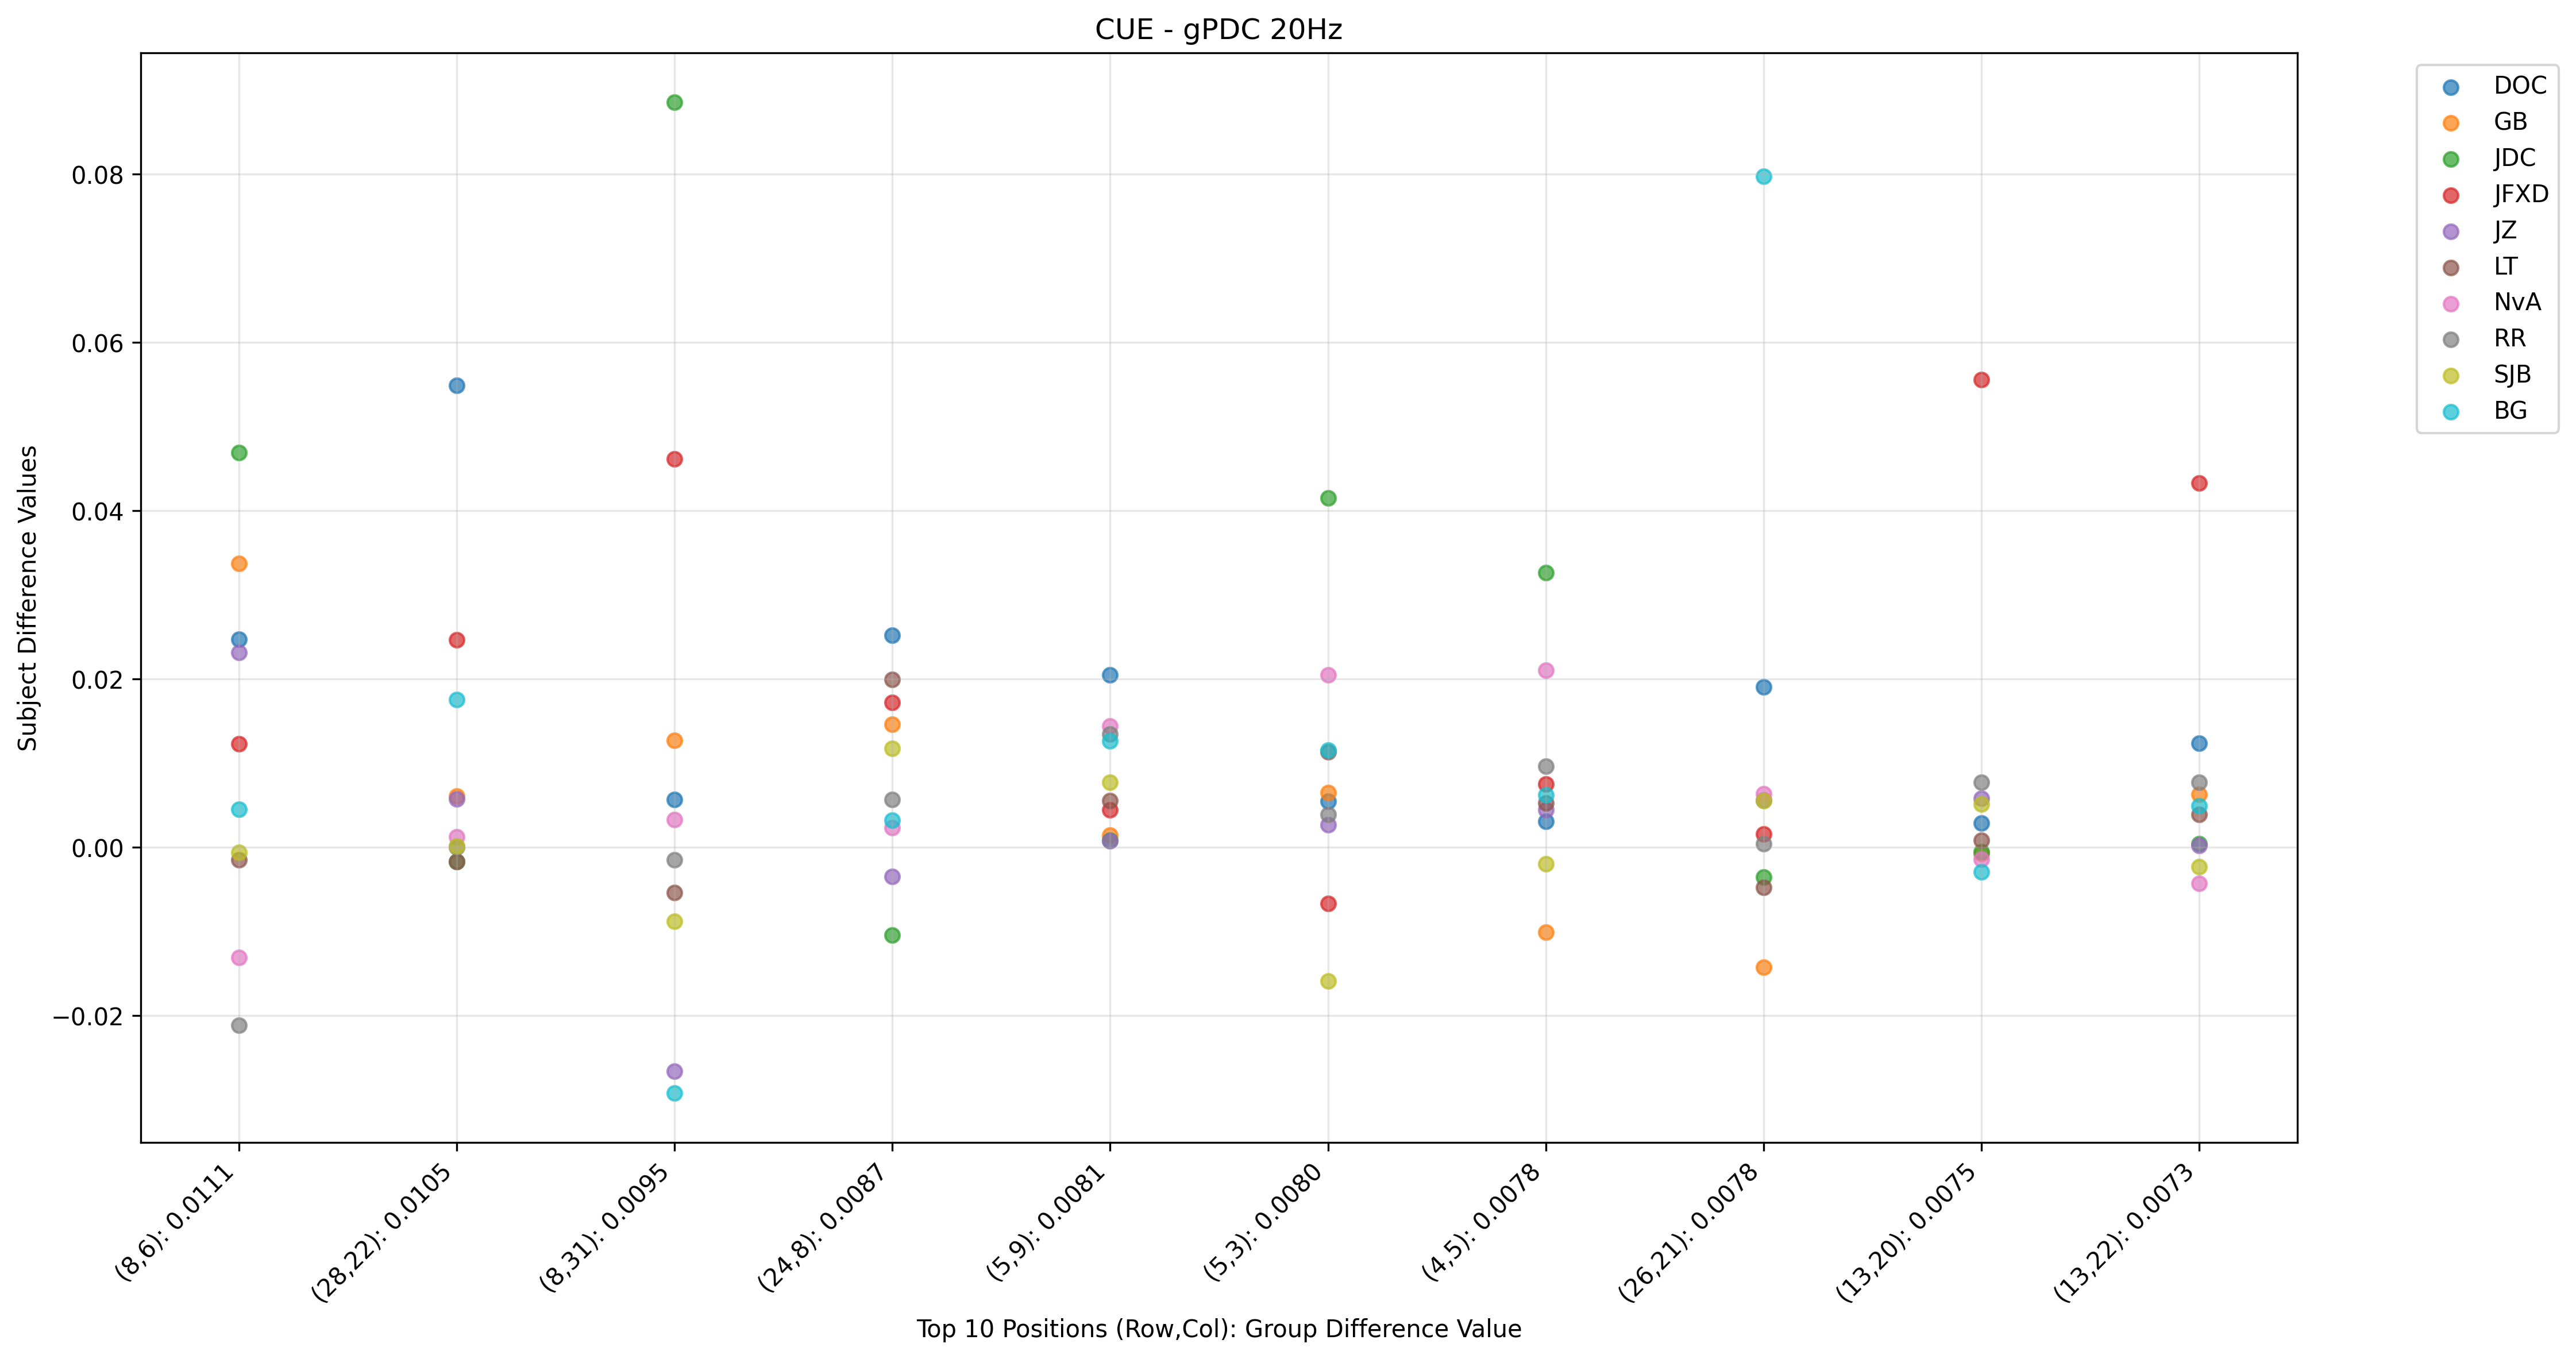 CUE - gPDC 20Hz
Subject Difference Values
0.08
0.06
0.04
0.02
0.00
−0.02
(8,6): 0.0111
(28,22): 0.0105
(8,31): 0.0095
(24,8): 0.0087
(5,9): 0.0081
(5,3): 0.0080
(4,5): 0.0078
(26,21): 0.0078
(13,20): 0.0075
(13,22): 0.0073
Top 10 Positions (Row,Col): Group Difference Value
DOC
GB
JDC
JFXD
JZ
LT
NvA
RR
SJB
BG